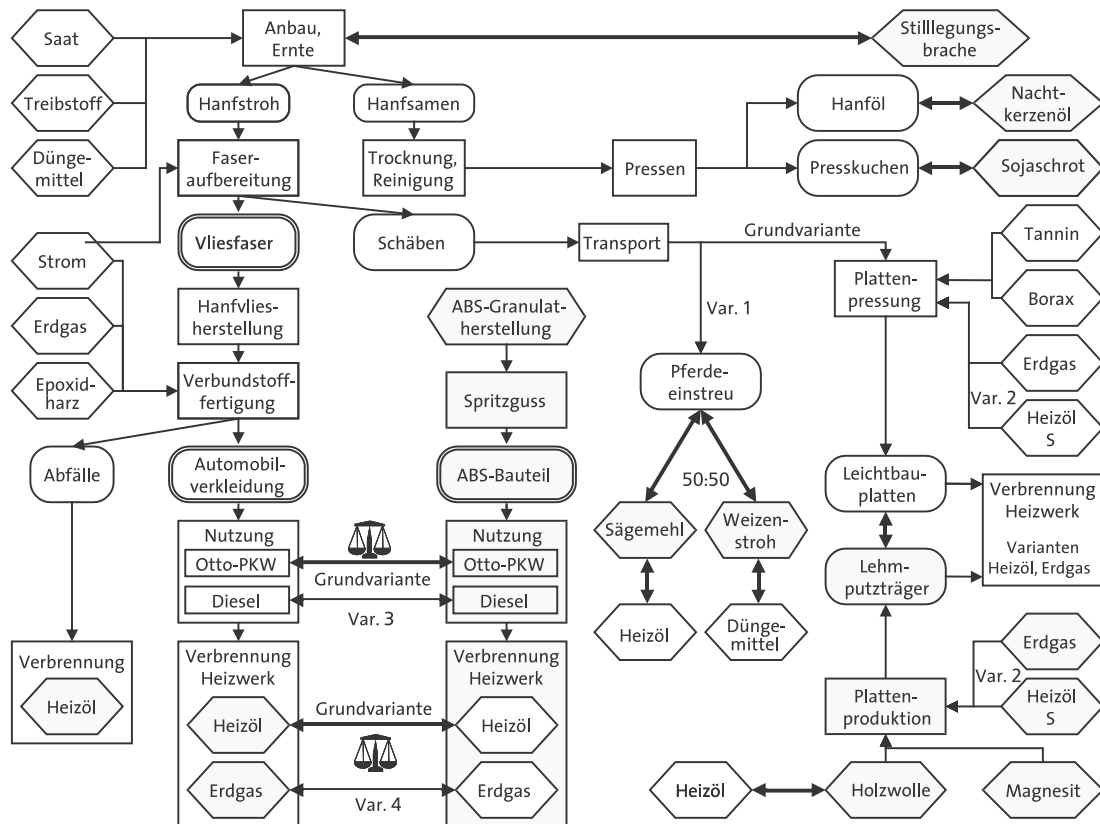 Saat
Anbau,
Ernte
Stilllegungs-
brache
Treibstoff
Hanfstroh
Hanfsamen
Hanföl
Nacht-
kerzenöl
Dünge-
mittel
Faser-
aufbereitung
Trocknung,
Reinigung
Pressen
Presskuchen
Sojaschrot
Vliesfaser
Schäben
Transport
Grundvariante
Tannin
Strom
Platten-
pressung
Borax
Erdgas
Hanfvlies-
herstellung
ABS-Granulat-
herstellung
Var. 1
Erdgas
Epoxid-
harz
Verbundstoff-
fertigung
Spritzguss
Pferde-
einstreu
Var. 2
Heizöl
S
Abfälle
Automobil-
verkleidung
ABS-Bauteil
50:50
Leichtbau-
platten
Verbrennung
Heizwerk
Varianten
Heizöl, Erdgas
Nutzung
Otto-PKW
Grundvariante
Nutzung
Otto-PKW
Sägemehl
Weizen-
stroh
Lehm-
putzträger
Diesel
Var. 3
Diesel
Heizöl
Dünge-
mittel
Verbrennung
Heizöl
Verbrennung
Heizwerk
Verbrennung
Heizwerk
Erdgas
Var. 2
Heizöl
S
Heizöl
Grundvariante
Heizöl
Platten-
produktion
Erdgas
Var. 4
Erdgas
Heizöl
Holzwolle
Magnesit